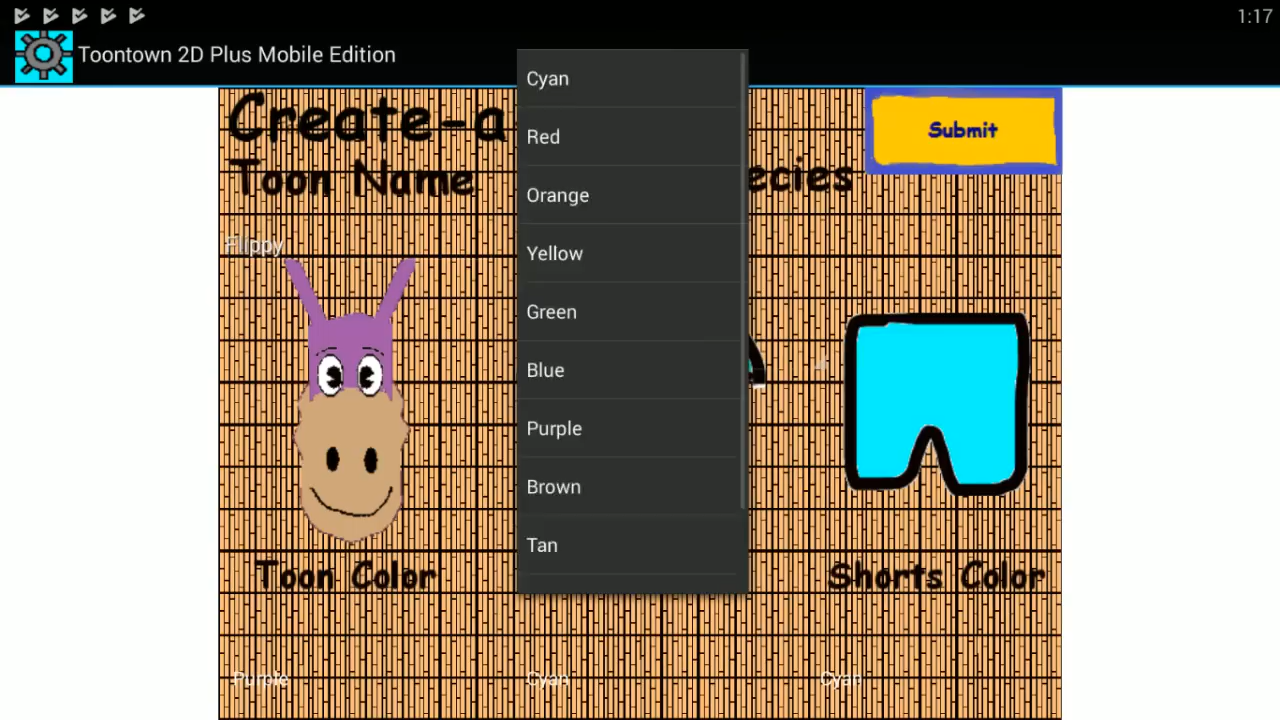 1:17
Toontown 2D Plus Mobile Edition
Create-a
Submit
Toon Name
ecies
Flippy
Cyan
Red
Orange
Yellow
Green
Blue
Purple
Brown
Tan
Toon Color
Shorts Color
Purple
Cyan
Cyan